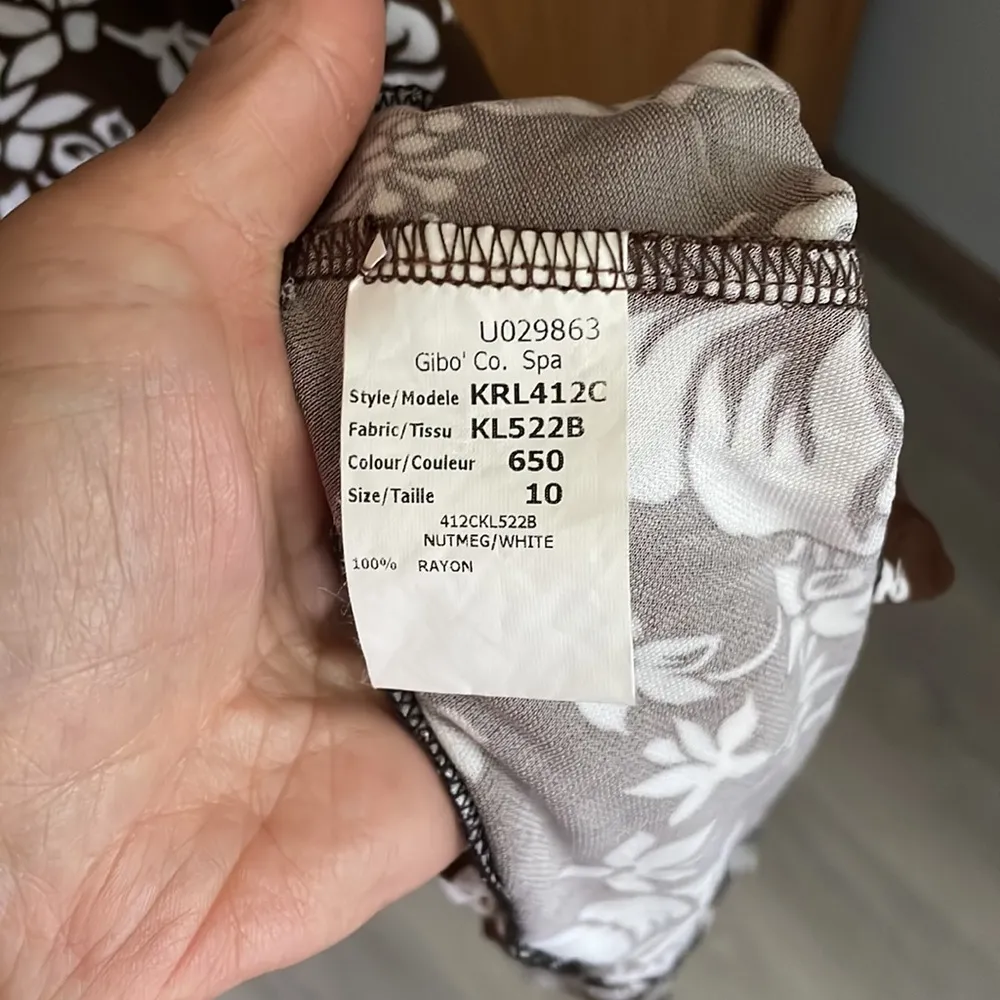 U029863
Gibo' Co. Spa
Style/Modele KRL412C
Fabric/Tissu KL522B
Colour/Couleur 650
Size/Taille 10
412CKL522B
NUTMEG/WHITE
100% RAYON